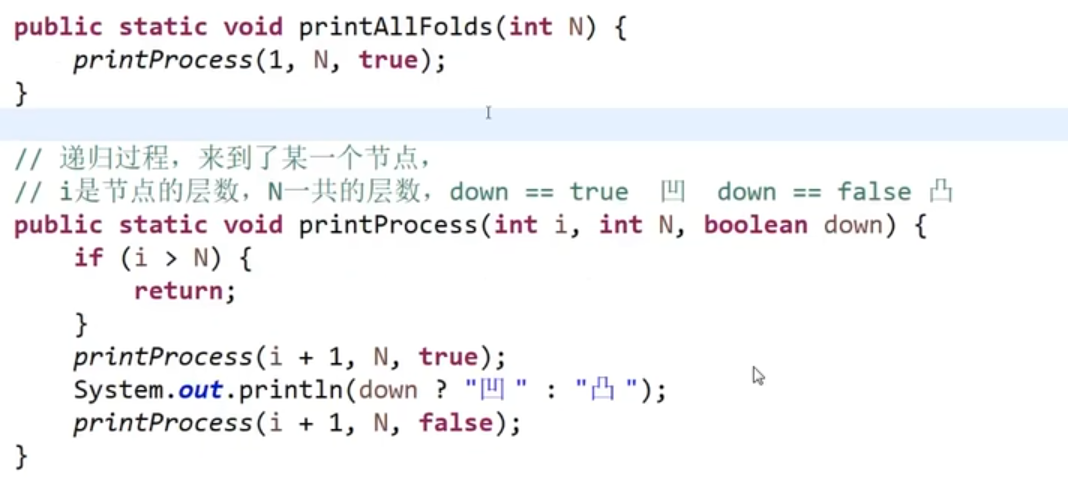 public static void printAllFolds(int N) {
    printProcess(1, N, true);
}
// 递归过程，来到了某一个节点，
// i是节点的层数，N一共的层数，down == true  凹  down == false 凸
public static void printProcess(int i, int N, boolean down) {
    if (i > N) {
        return;
    }
    printProcess(i + 1, N, true);
    System.out.println(down ? "凹 " : "凸 ");
    printProcess(i + 1, N, false);
}